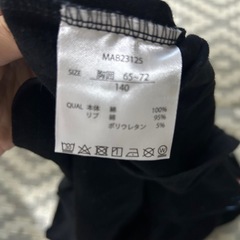 MAB2312S
SIZE 胸囲 65~72
140
QUAL 本体 綿 100%
リブ 綿 95%
ポリウレタン 5%